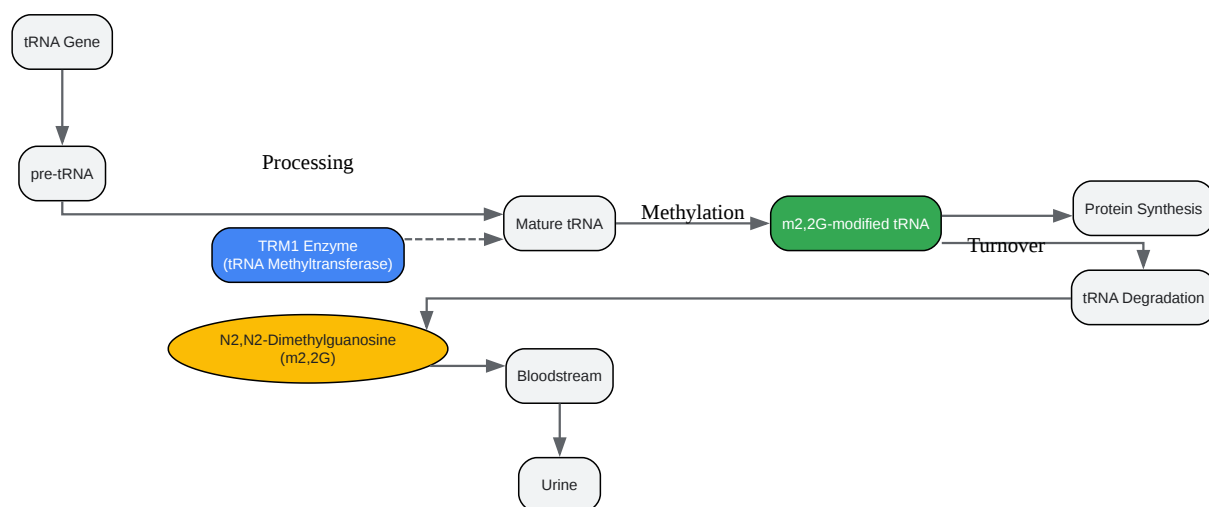 tRNA Gene
pre-tRNA
Processing
Mature tRNA
Methylation
m2,2G-modified tRNA
Protein Synthesis
Turnover
TRM1 Enzyme
(tRNA Methyltransferase)
tRNA Degradation
N2,N2-Dimethylguanosine
(m2,2G)
Bloodstream
Urine